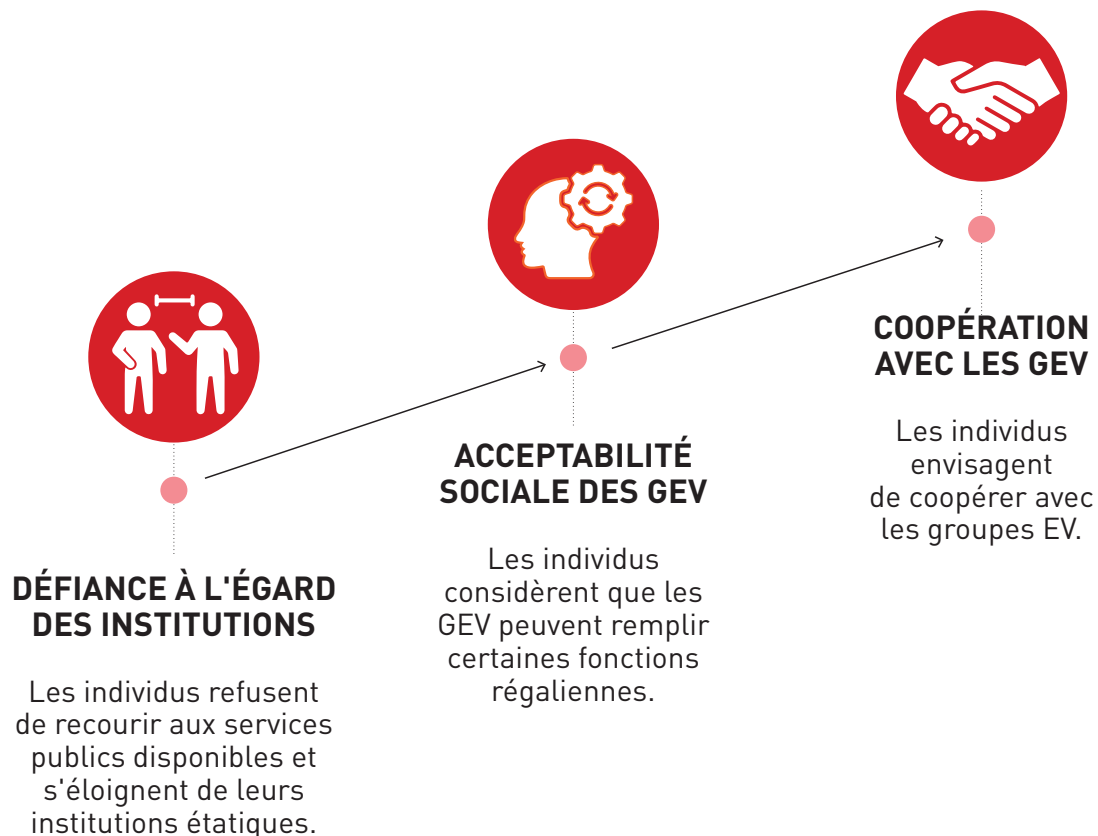 DÉFIANCE À L'ÉGARD
DES INSTITUTIONS
Les individus refusent
de recourir aux services
publics disponibles et
s'éloignent de leurs
institutions étatiques.
ACCEPTABILITÉ
SOCIALE DES GEV
Les individus
considèrent que les
GEV peuvent remplir
certaines fonctions
régaliennes.
COOPÉRATION
AVEC LES GEV
Les individus
envisagent
de coopérer avec
les groupes EV.